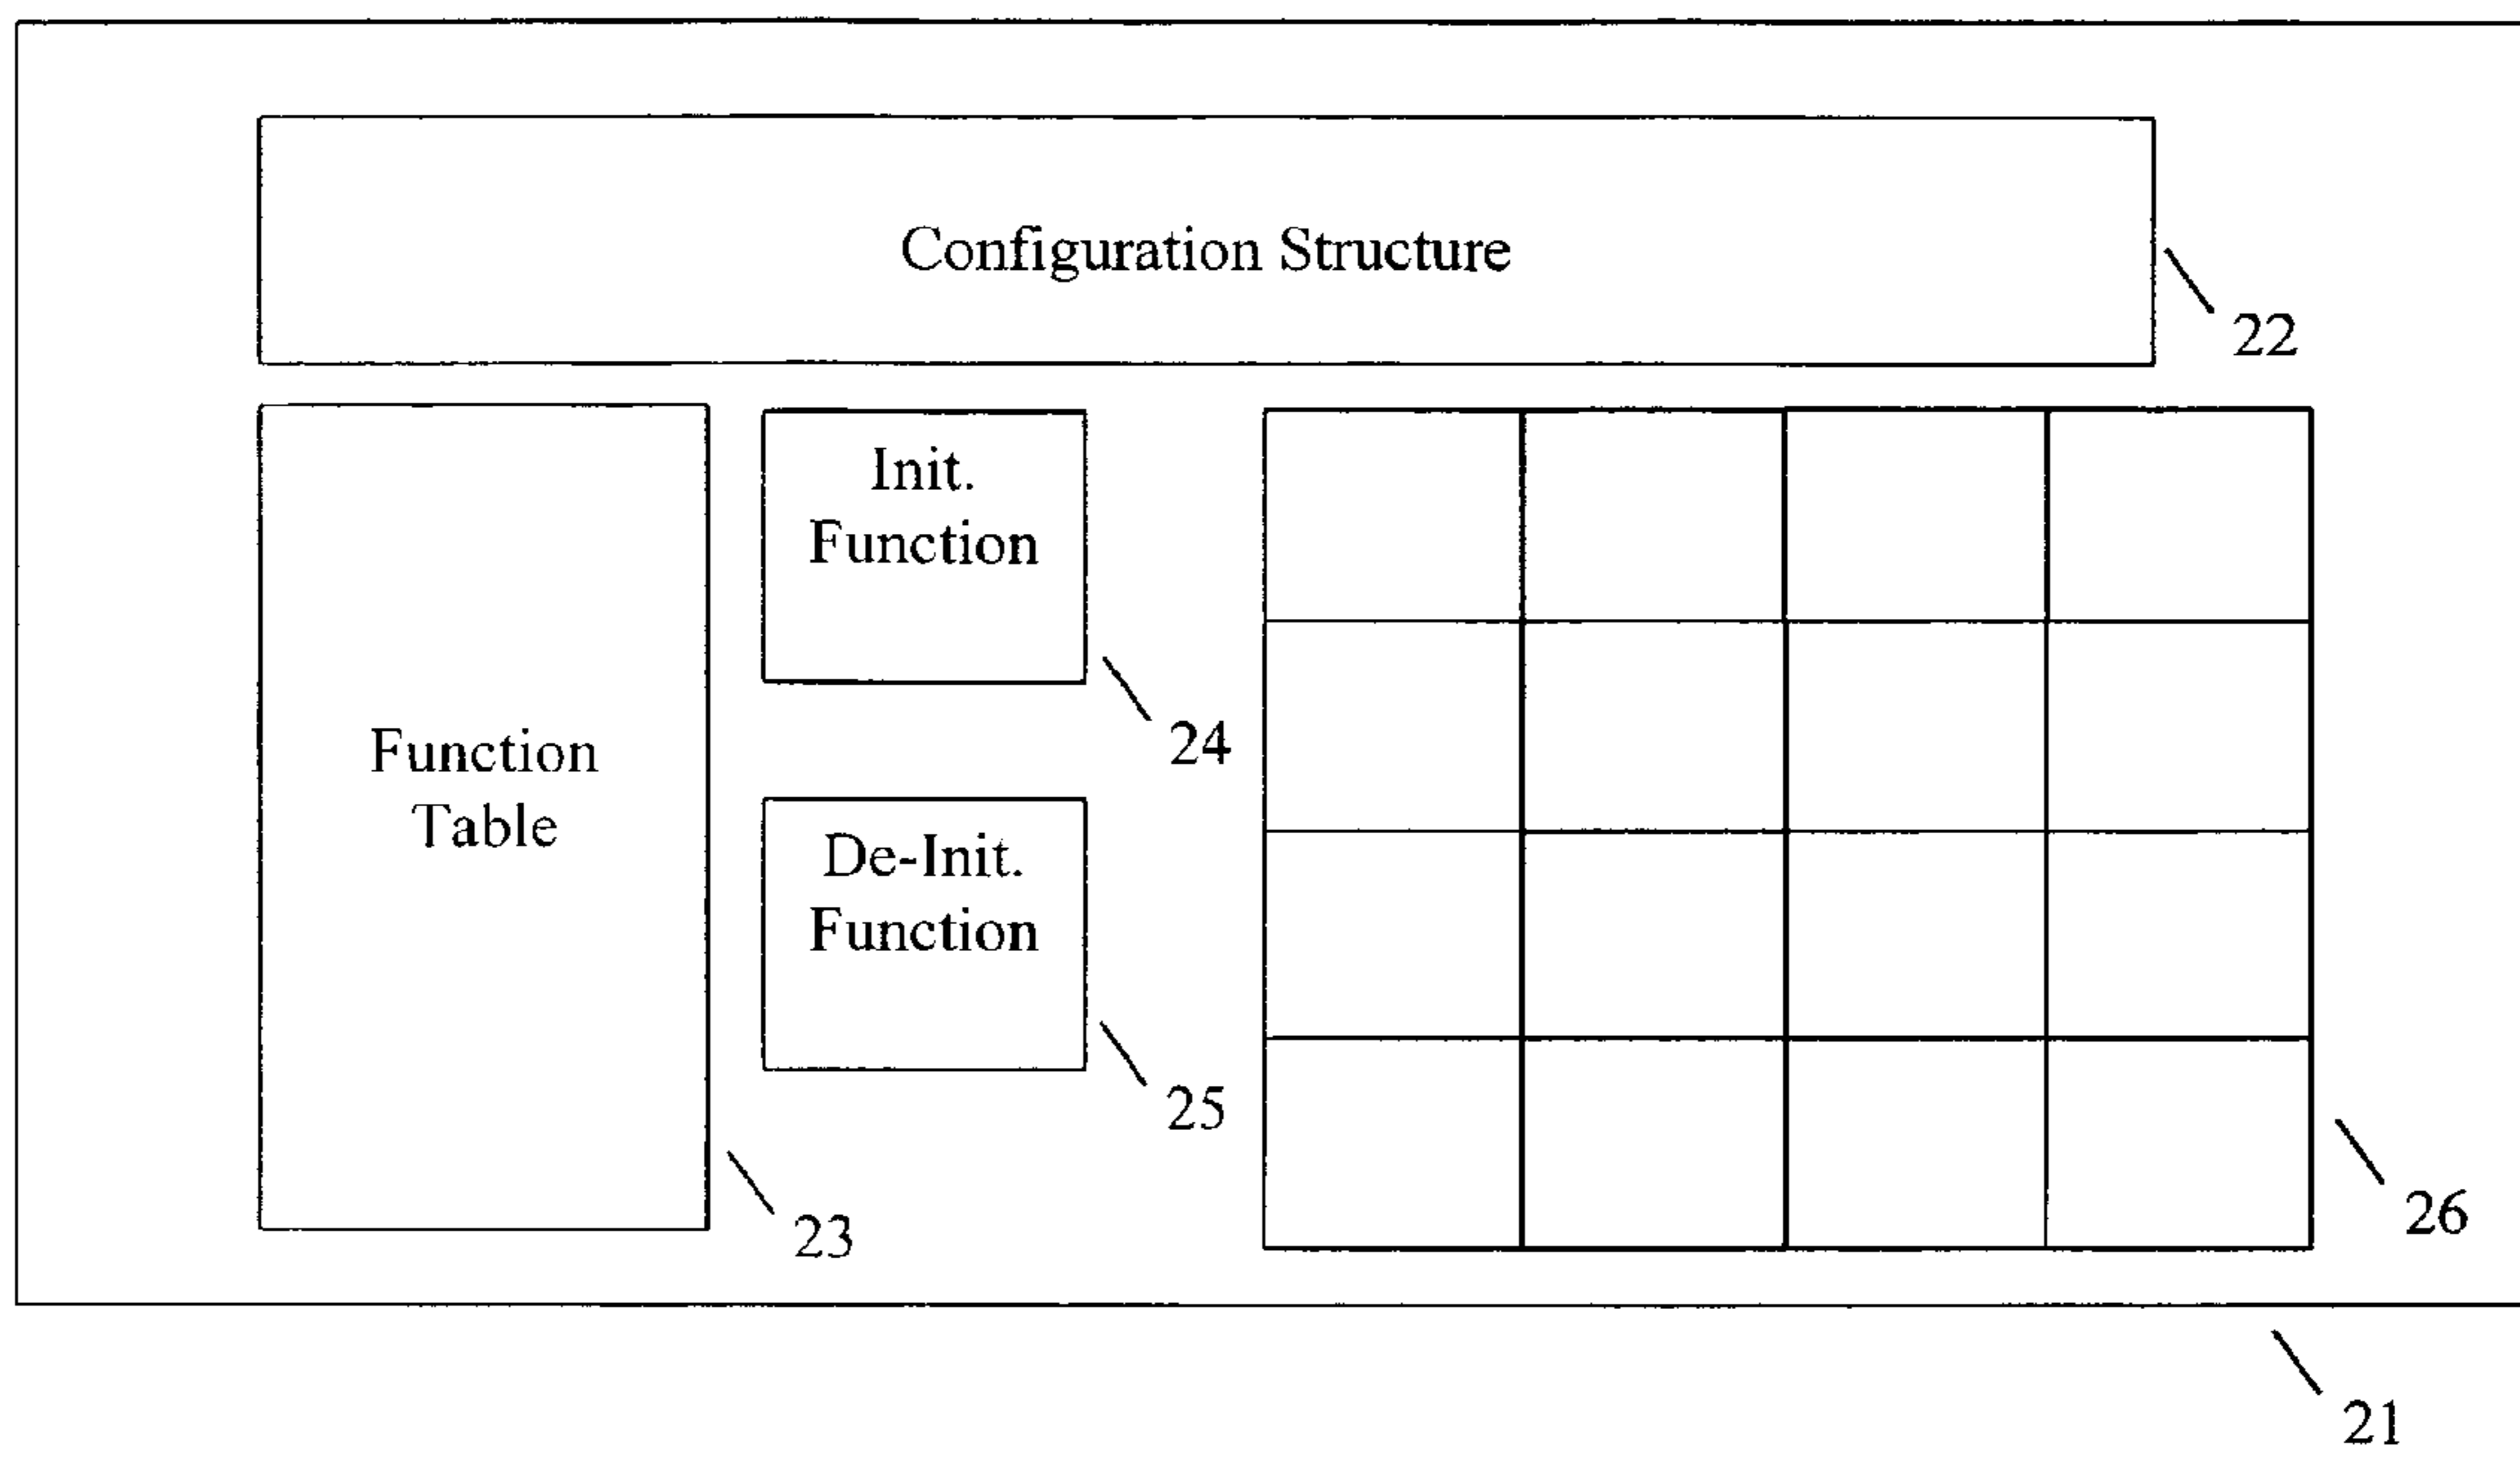 Configuration Structure
22
Init.
Function
24
Function
Table
De-Init.
Function
25
23
26
21